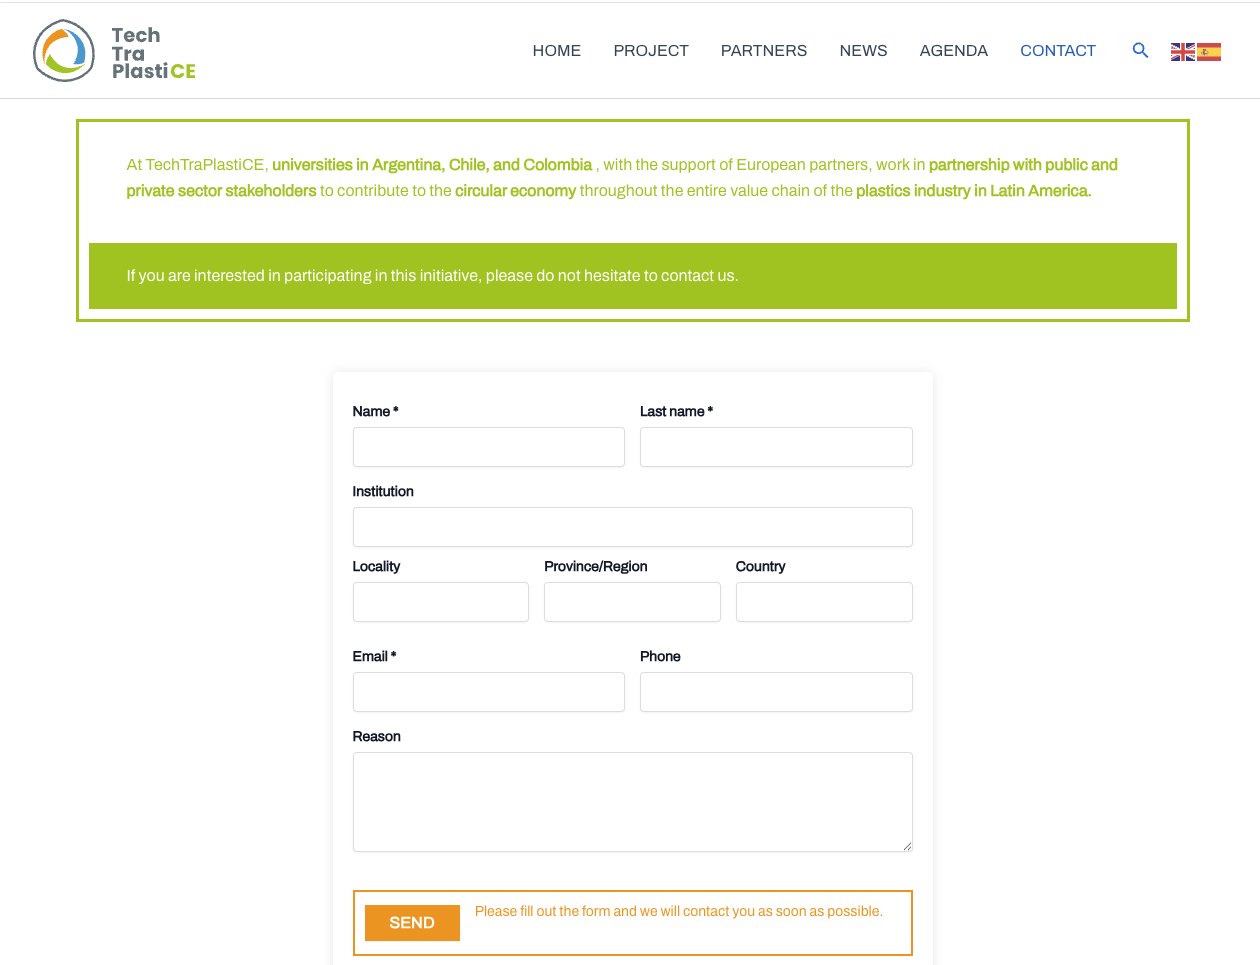 Tech
Tra
PlastiCE
HOME PROJECT PARTNERS NEWS AGENDA CONTACT
At TechTraPlastiCE, universities in Argentina, Chile, and Colombia , with the support of European partners, work in partnership with public and
private sector stakeholders to contribute to the circular economy throughout the entire value chain of the plastics industry in Latin America.
If you are interested in participating in this initiative, please do not hesitate to contact us.
Name * Last name *
Institution
Locality Province/Region Country
Email * Phone
Reason
SEND Please fill out the form and we will contact you as soon as possible.